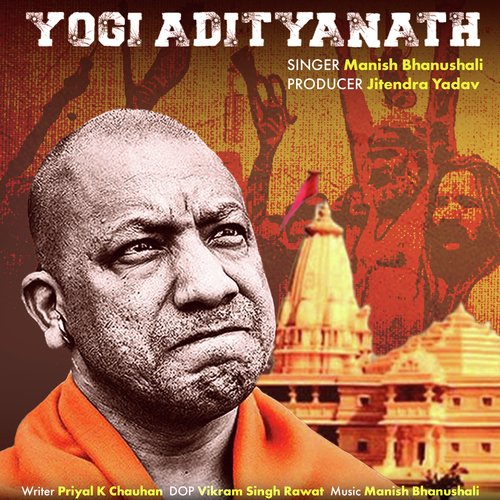 YOGI ADITYANATH
SINGER Manish Bhanushali
PRODUCER Jitendra Yadav
Writer Priyal K Chauhan DOP Vikram Singh Rawat Music Manish Bhanushali